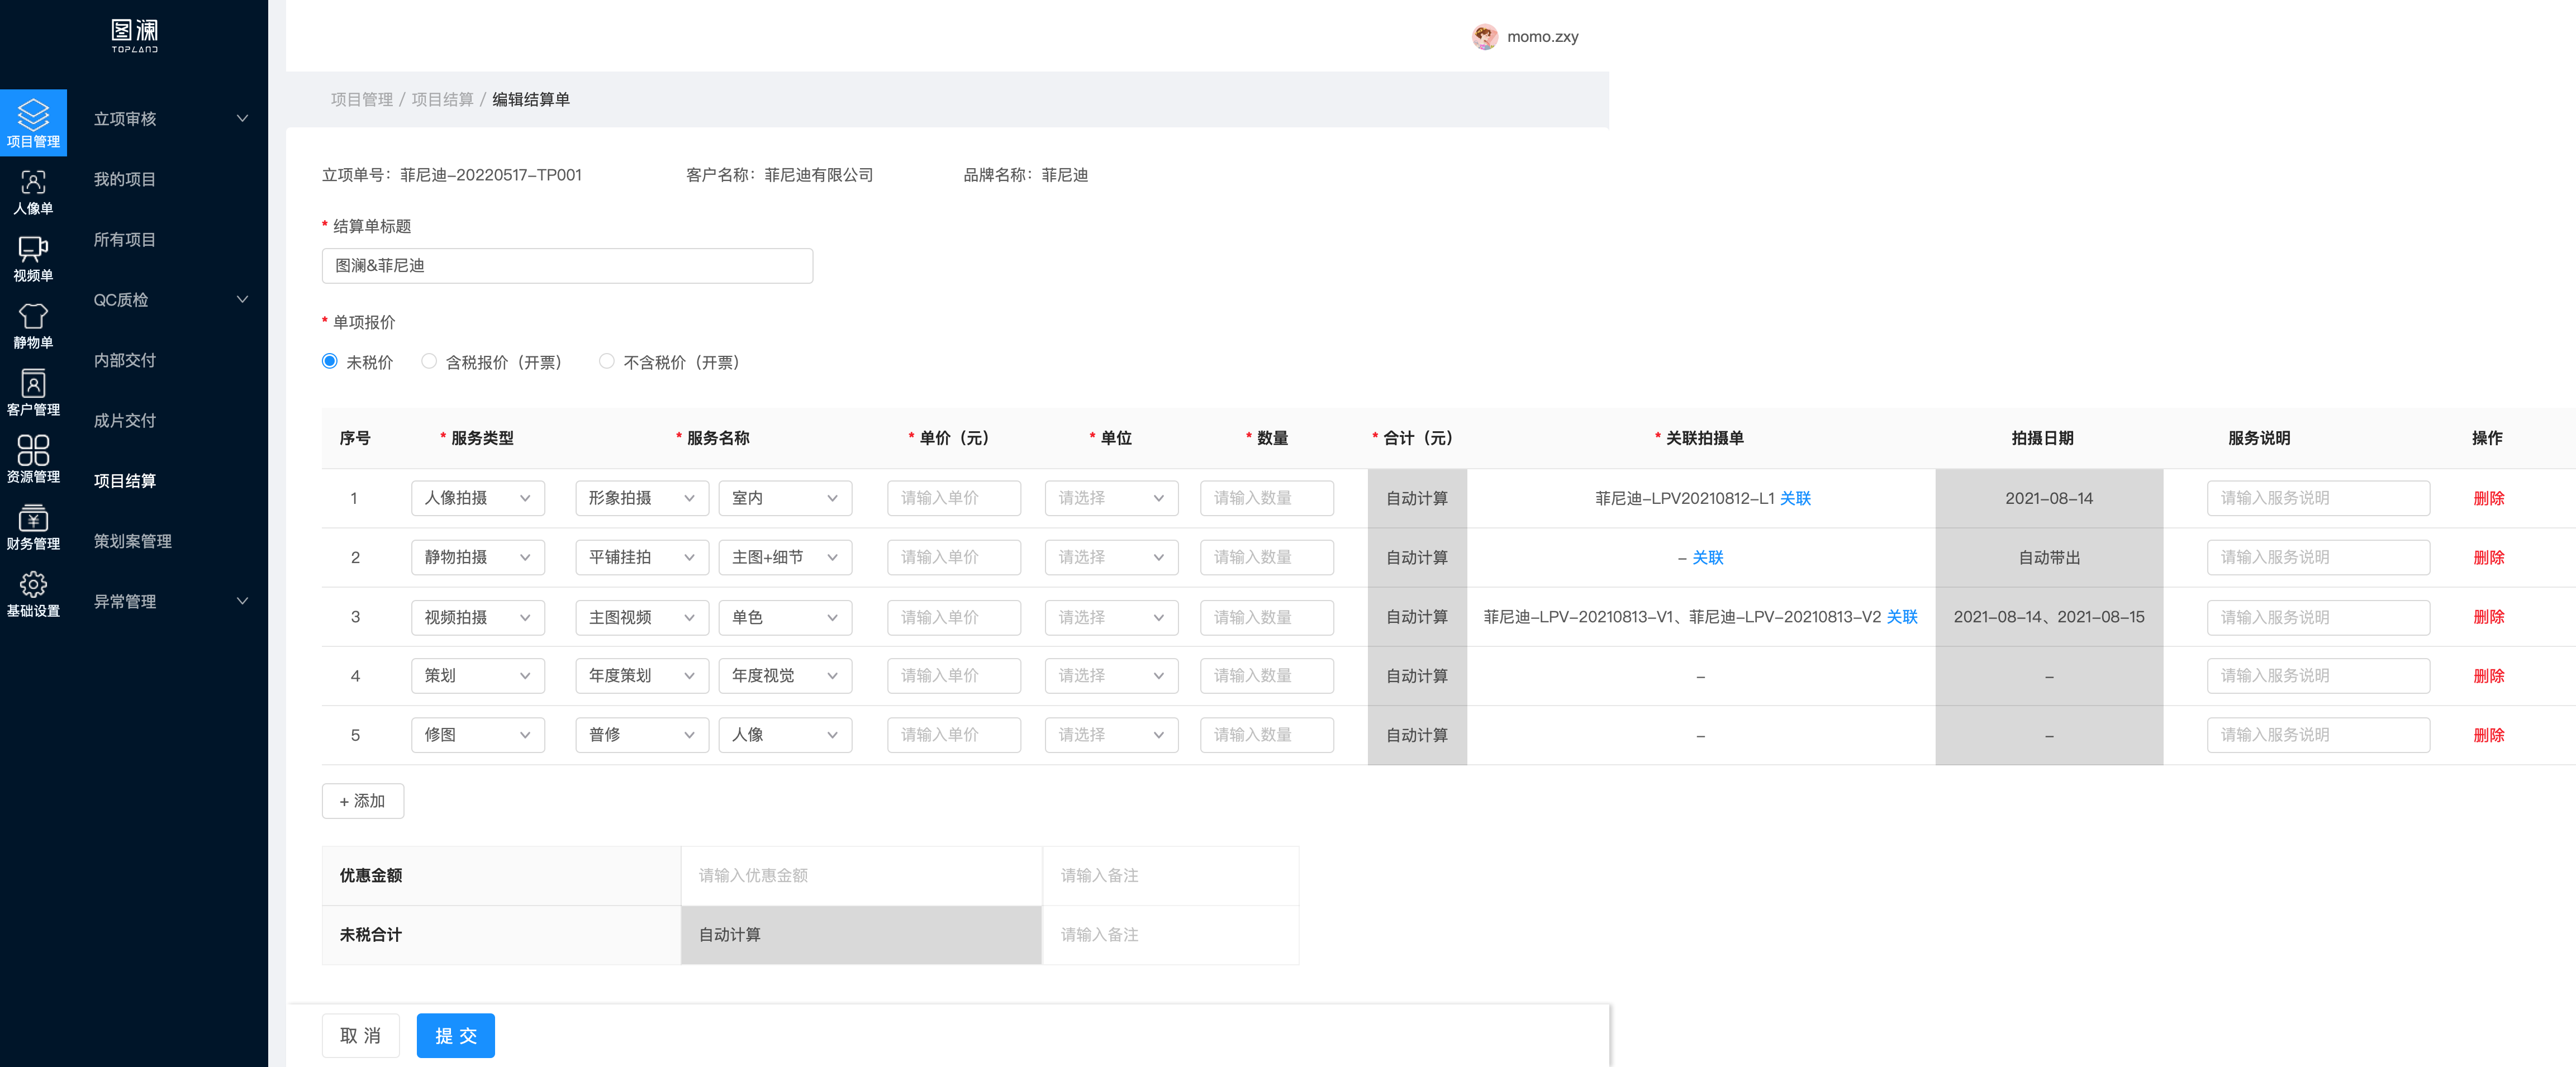 图澜
TOPLAND
momo.zxy
项目管理
人像单
视频单
静物单
客户管理
资源管理
财务管理
基础设置
立项审核
我的项目
所有项目
QC质检
内部交付
成片交付
项目结算
策划案管理
异常管理
项目管理 / 项目结算 / 编辑结算单
立项单号：菲尼迪-20220517-TP001 客户名称：菲尼迪有限公司 品牌名称：菲尼迪
* 结算单标题
图澜&菲尼迪
* 单项报价
未税价 含税报价（开票） 不含税价（开票）
序号 * 服务类型 * 服务名称 * 单价（元） * 单位 * 数量 * 合计（元） * 关联拍摄单 拍摄日期 服务说明 操作
1 人像拍摄 形象拍摄 室内 请输入单价 请选择 请输入数量 自动计算 菲尼迪-LPV20210812-L1 关联 2021-08-14 请输入服务说明 删除
2 静物拍摄 平铺挂拍 主图+细节 请输入单价 请选择 请输入数量 自动计算 - 关联 自动带出 请输入服务说明 删除
3 视频拍摄 主图视频 单色 请输入单价 请选择 请输入数量 自动计算 菲尼迪-LPV-20210813-V1、菲尼迪-LPV-20210813-V2 关联 2021-08-14、2021-08-15 请输入服务说明 删除
4 策划 年度策划 年度视觉 请输入单价 请选择 请输入数量 自动计算 - - 请输入服务说明 删除
5 修图 普修 人像 请输入单价 请选择 请输入数量 自动计算 - - 请输入服务说明 删除
+ 添加
优惠金额 请输入优惠金额 请输入备注
未税合计 自动计算 请输入备注
取 消 提 交